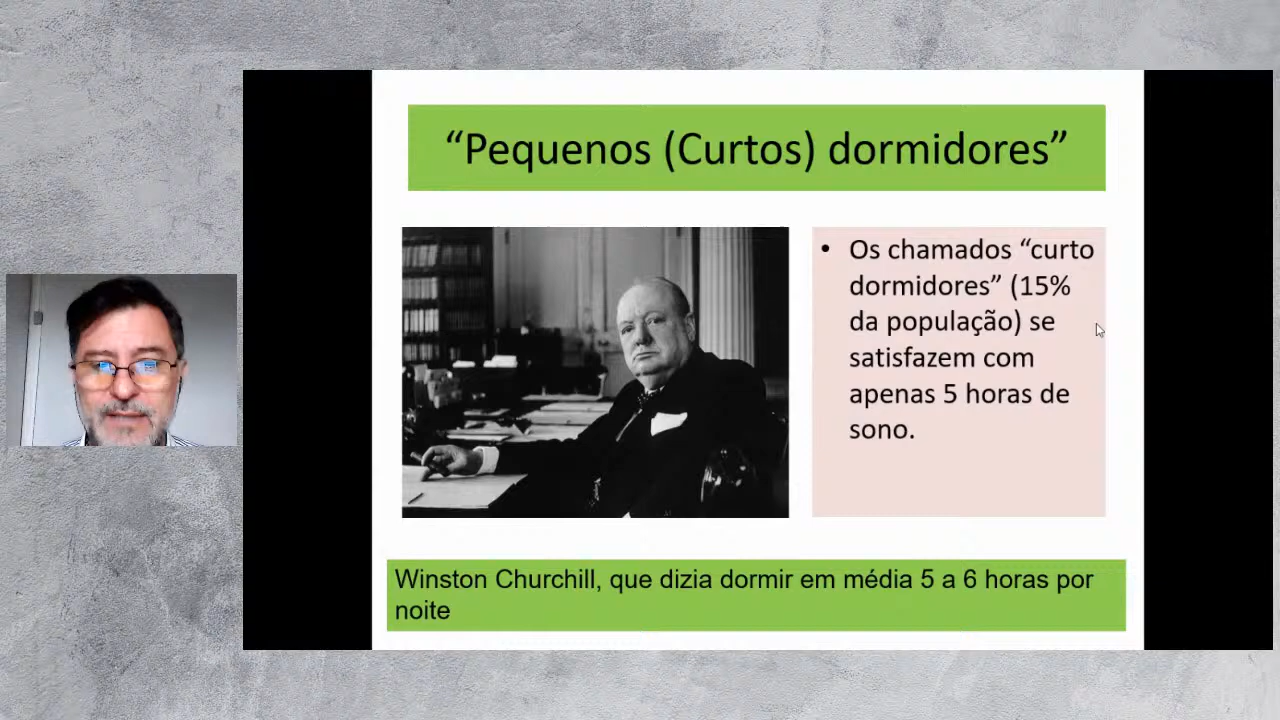 “Pequenos (Curtos) dormidores”
• Os chamados “curto
dormidores” (15%
da população) se
satisfazem com
apenas 5 horas de
sono.
Winston Churchill, que dizia dormir em média 5 a 6 horas por
noite